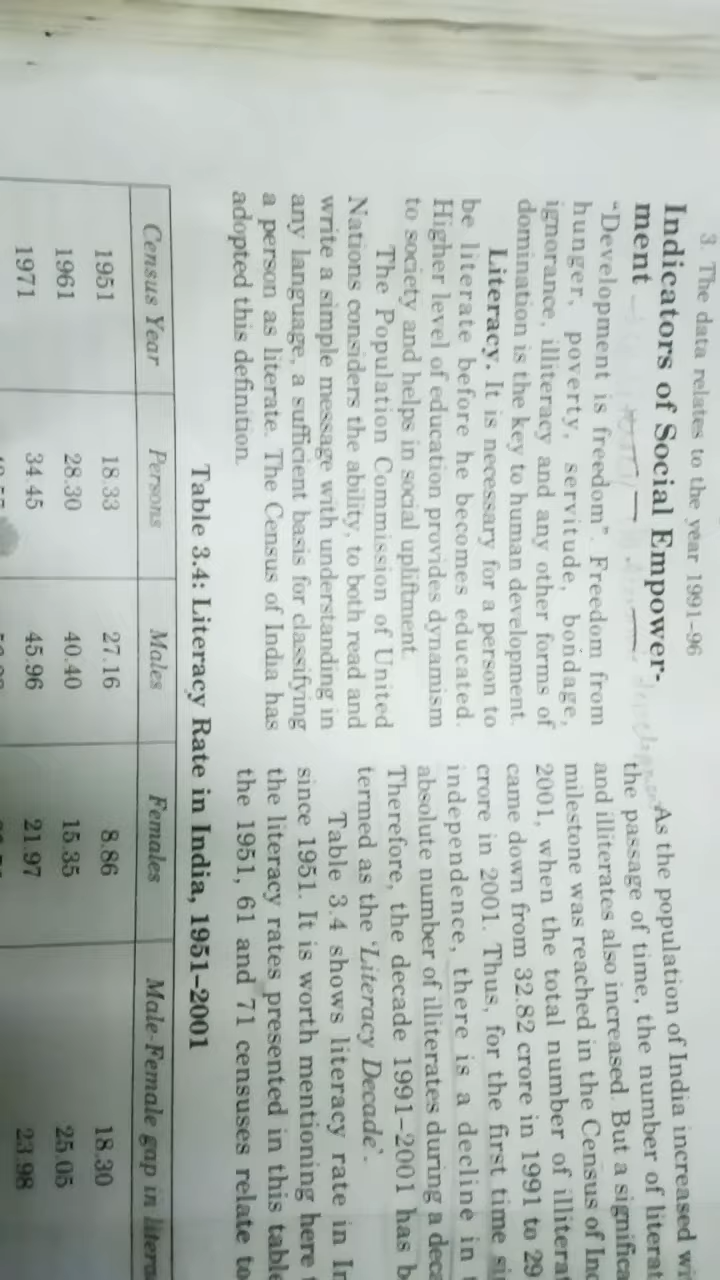 3. The data relates to the year 1991-96
Indicators of Social Empower-
ment
"Development is freedom". Freedom from
hunger, poverty, servitude, bondage,
ignorance, illiteracy and any other forms of
domination is the key to human development.
Literacy. It is necessary for a person to
be literate before he becomes educated.
Higher level of education provides dynamism
to society and helps in social upliftment.
The Population Commission of United
Nations considers the ability, to both read and
write a simple message with understanding in
any language, a sufficient basis for classifying
a person as literate. The Census of India has
adopted this definition.
As the population of India increased
the passage of time, the number of
and illiterates also increased. But a
milestone was reached in the Census of
2001, when the total number of
came down from 32.82 crore in 1991 to 29
crore in 2001. Thus, for the first time
independence, there is a decline in
absolute number of illiterates during a
Therefore, the decade 1991-2001 has
termed as the 'Literacy Decade'.
Table 3.4 shows literacy rate in
since 1951. It is worth mentioning here
the literacy rates presented in this table
the 1951, 61 and 71 censuses relate to
Table 3.4: Literacy Rate in India, 1951-2001
Census Year Persons Males Females Male-Female gap in
1951 18.33 27.16 8.86 18.30
1961 28.30 40.40 15.35 25.05
1971 34.45 45.96 21.97 23.98